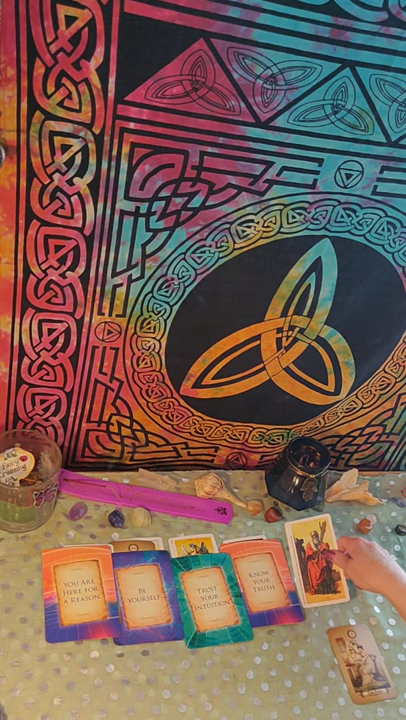 YOU ARE
HERE FOR
A REASON
BE
YOURSELF
TRUST
YOUR
INTUITION
KNOW
YOUR
TRUTH